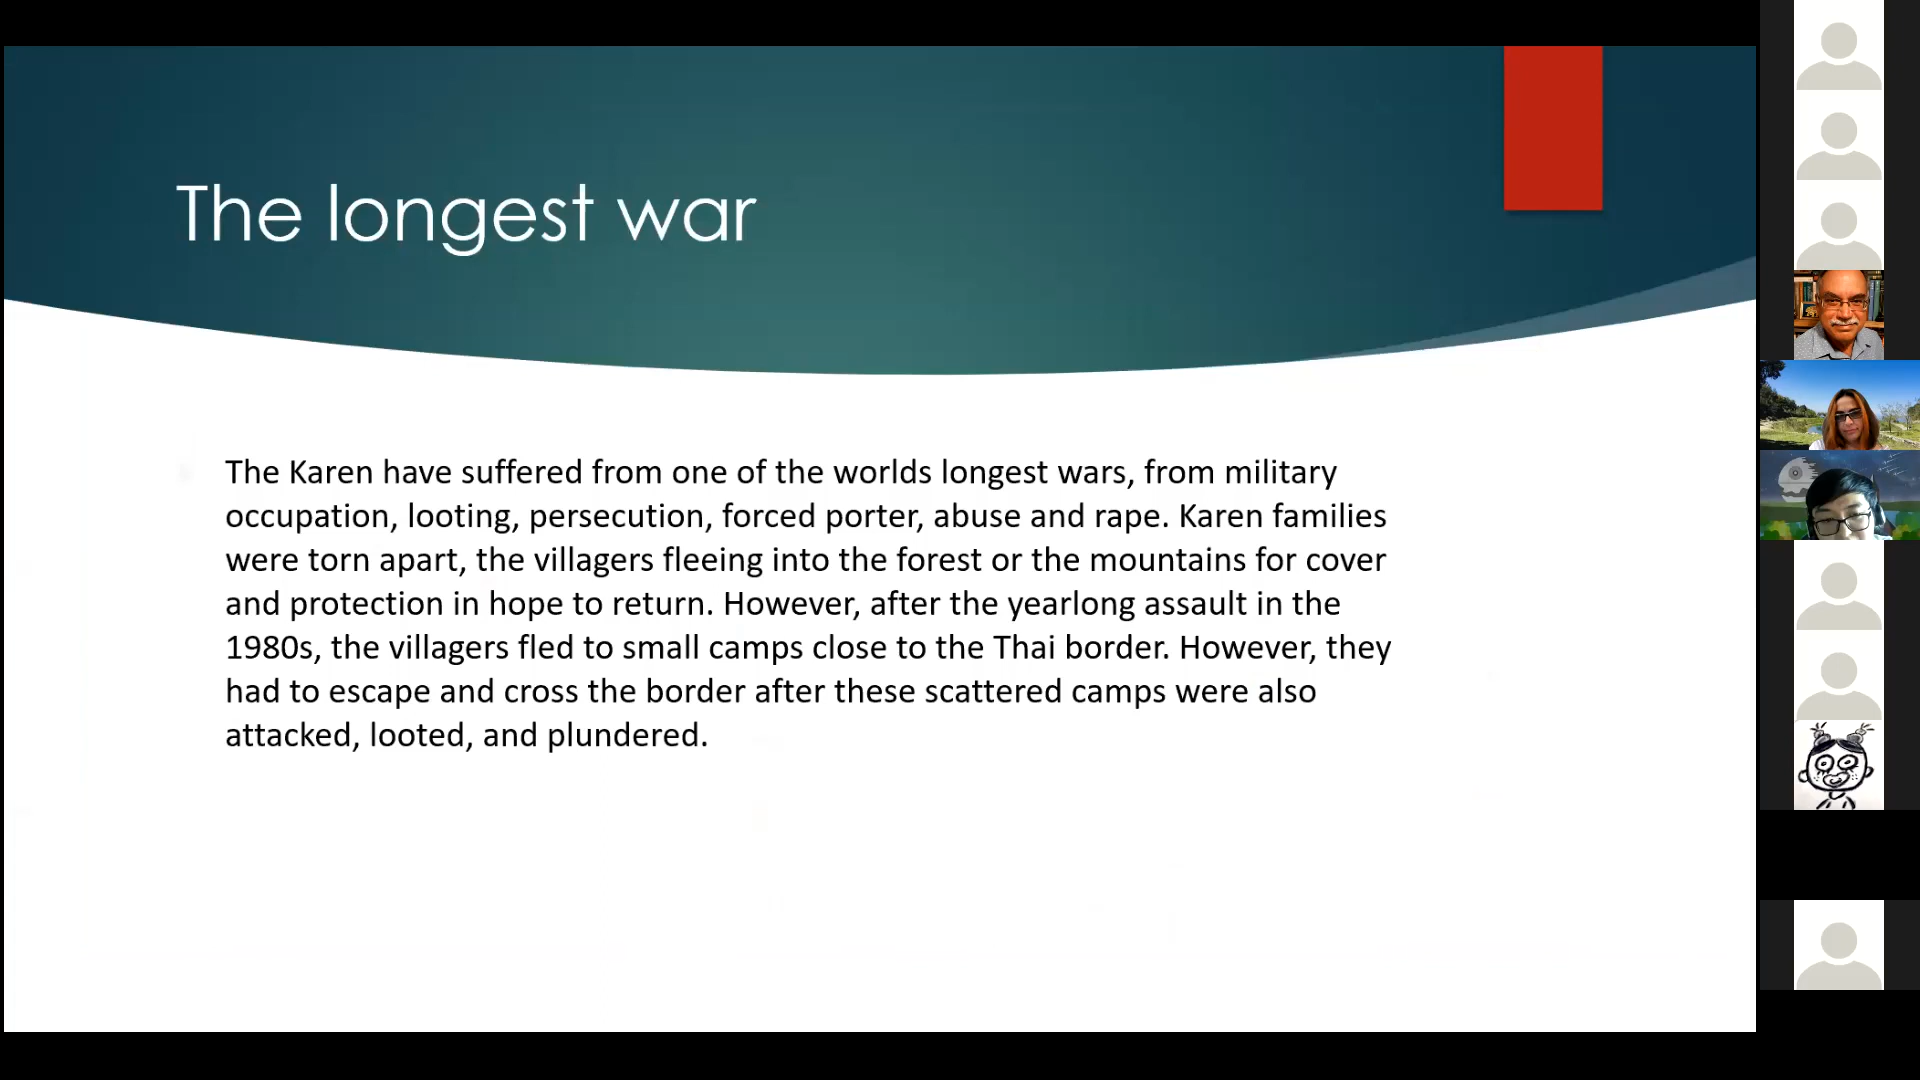 The longest war
The Karen have suffered from one of the worlds longest wars, from military
occupation, looting, persecution, forced porter, abuse and rape. Karen families
were torn apart, the villagers fleeing into the forest or the mountains for cover
and protection in hope to return. However, after the yearlong assault in the
1980s, the villagers fled to small camps close to the Thai border. However, they
had to escape and cross the border after these scattered camps were also
attacked, looted, and plundered.